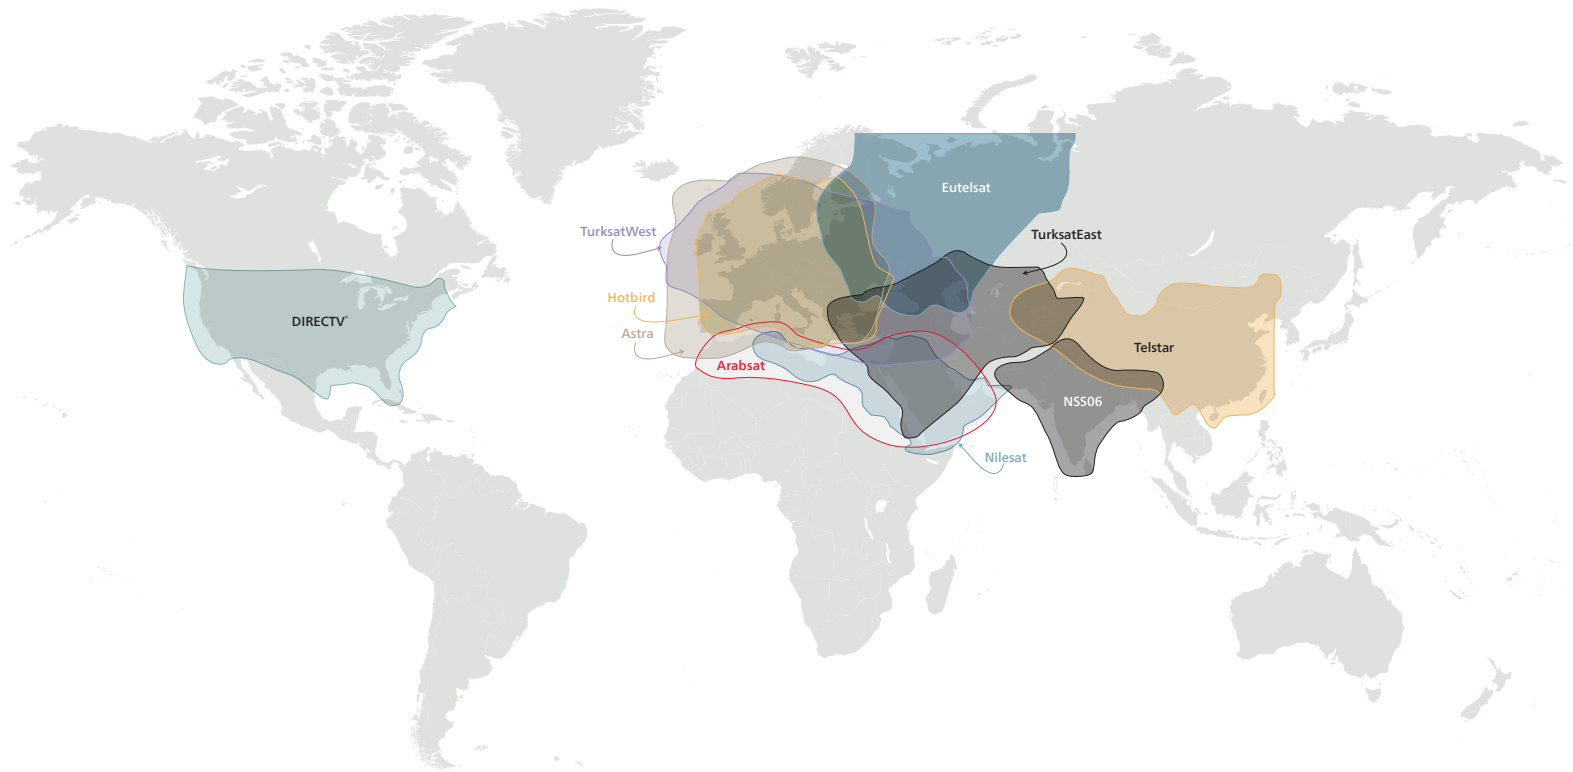 Eutelsat
TurksatWest
TurksatEast
Hotbird
DIRECTV®
Astra
Telstar
Arabsat
NSS06
Nilesat